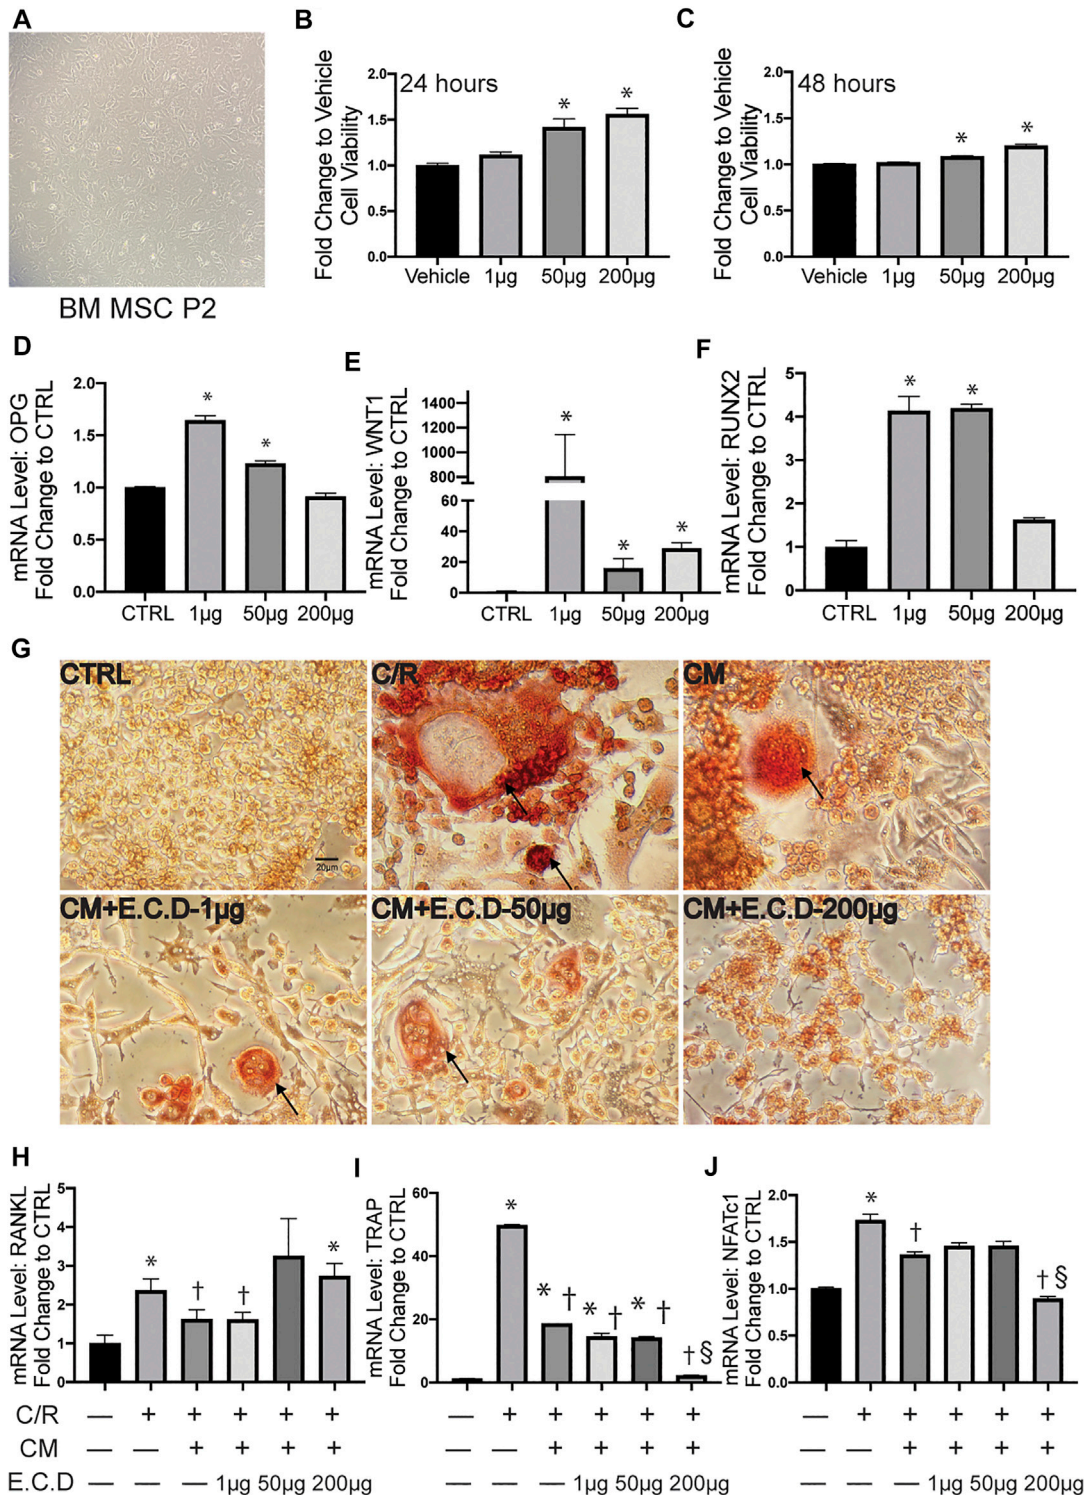 A
BM MSC P2
B
24 hours
Fold Change to Vehicle
Cell Viability
2.0
1.5
1.0
0.5
0.0
* *
Vehicle 1µg 50µg 200µg
C
48 hours
Fold Change to Vehicle
Cell Viability
2.0
1.5
1.0
0.5
0.0
* *
Vehicle 1µg 50µg 200µg
D
mRNA Level: OPG
Fold Change to CTRL
2.0
1.5
1.0
0.5
0.0
* *
CTRL 1µg 50µg 200µg
E
mRNA Level: WNT1
Fold Change to CTRL
1400
1200
1000
800
60
40
20
0
* * *
CTRL 1µg 50µg 200µg
F
mRNA Level: RUNX2
Fold Change to CTRL
5
4
3
2
1
0
* *
CTRL 1µg 50µg 200µg
G
CTRL
20µm
C/R
CM
CM+E.C.D-1µg
CM+E.C.D-50µg
CM+E.C.D-200µg
H
mRNA Level: RANKL
Fold Change to CTRL
5
4
3
2
1
0
* † † *
I
mRNA Level: TRAP
Fold Change to CTRL
60
40
20
0
* * † * † * † †§
J
mRNA Level: NFATc1
Fold Change to CTRL
2.0
1.5
1.0
0.5
0.0
* † †§
C/R — + + + + + — + + + + + — + + + + +
CM — — + + + + — — + + + + — — + + + +
E.C.D — — — 1µg 50µg 200µg — — — 1µg 50µg 200µg — — — 1µg 50µg 200µg